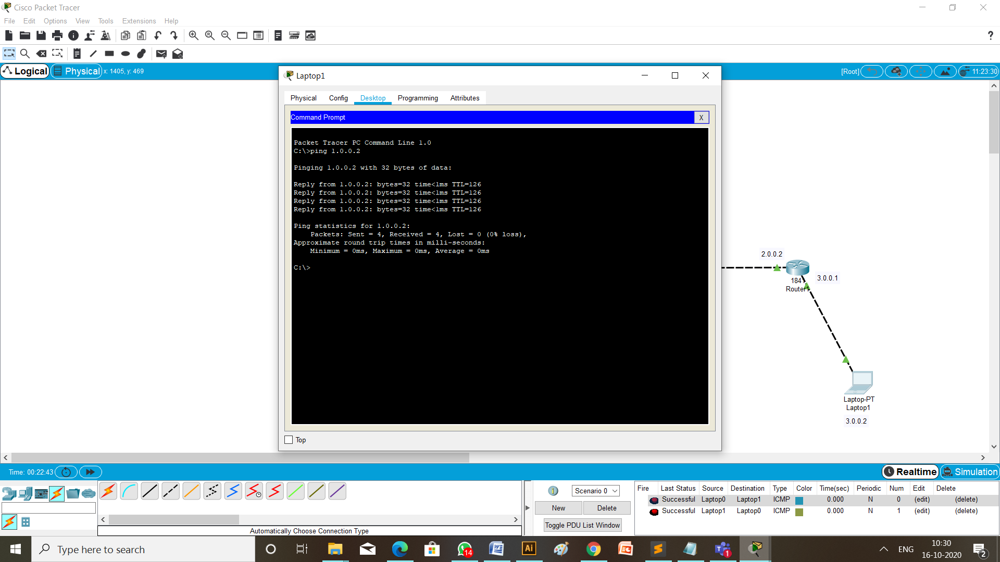 Cisco Packet Tracer
File Edit Options View Tools Extensions Help
?
Logical Physical x: 1405, y: 469
[Root] 11:23:30
Laptop1
Physical Config Desktop Programming Attributes
Command Prompt X
Packet Tracer PC Command Line 1.0
C:\>ping 1.0.0.2
Pinging 1.0.0.2 with 32 bytes of data:
Reply from 1.0.0.2: bytes=32 time<1ms TTL=126
Reply from 1.0.0.2: bytes=32 time<1ms TTL=126
Reply from 1.0.0.2: bytes=32 time<1ms TTL=126
Reply from 1.0.0.2: bytes=32 time<1ms TTL=126
Ping statistics for 1.0.0.2:
Packets: Sent = 4, Received = 4, Lost = 0 (0% loss),
Approximate round trip times in milli-seconds:
Minimum = 0ms, Maximum = 0ms, Average = 0ms
C:\>
Top
2.0.0.2
3.0.0.1
1841
Router1
Laptop-PT
Laptop1
3.0.0.2
Time: 00:22:43
Realtime Simulation
Automatically Choose Connection Type
Scenario 0
New Delete
Toggle PDU List Window
Fire Last Status Source Destination Type Color Time(sec) Periodic Num Edit Delete
Successful Laptop0 Laptop1 ICMP 0.000 N 0 (edit) (delete)
Successful Laptop1 Laptop0 ICMP 0.000 N 1 (edit) (delete)
Type here to search
14
Ai
1
ENG
10:30
16-10-2020
2